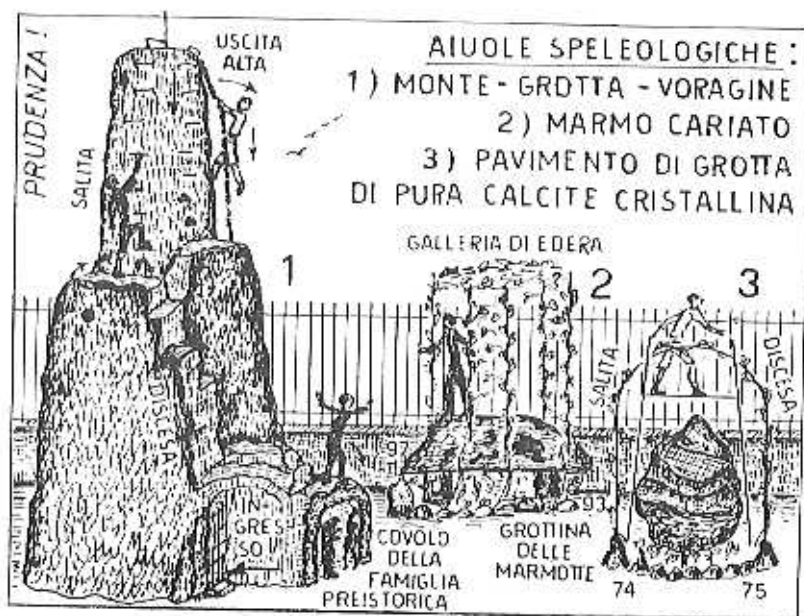 PRUDENZA!
USCITA
ALTA
AIUOLE SPELEOLOGICHE:
1) MONTE-GROTTA-VORAGINE
2) MARMO CARIATO
3) PAVIMENTO DI GROTTA
DI PURA CALCITE CRISTALLINA
SALITA
GALLERIA DI EDERA
1
2
3
SALITA
DISCESA
DISCESA
97
93
IN-
GRES-
SO
COVOLO
DELLA
FAMIGLIA
PREISTORICA
GROTTINA
DELLE
MARMOTTE
74
75